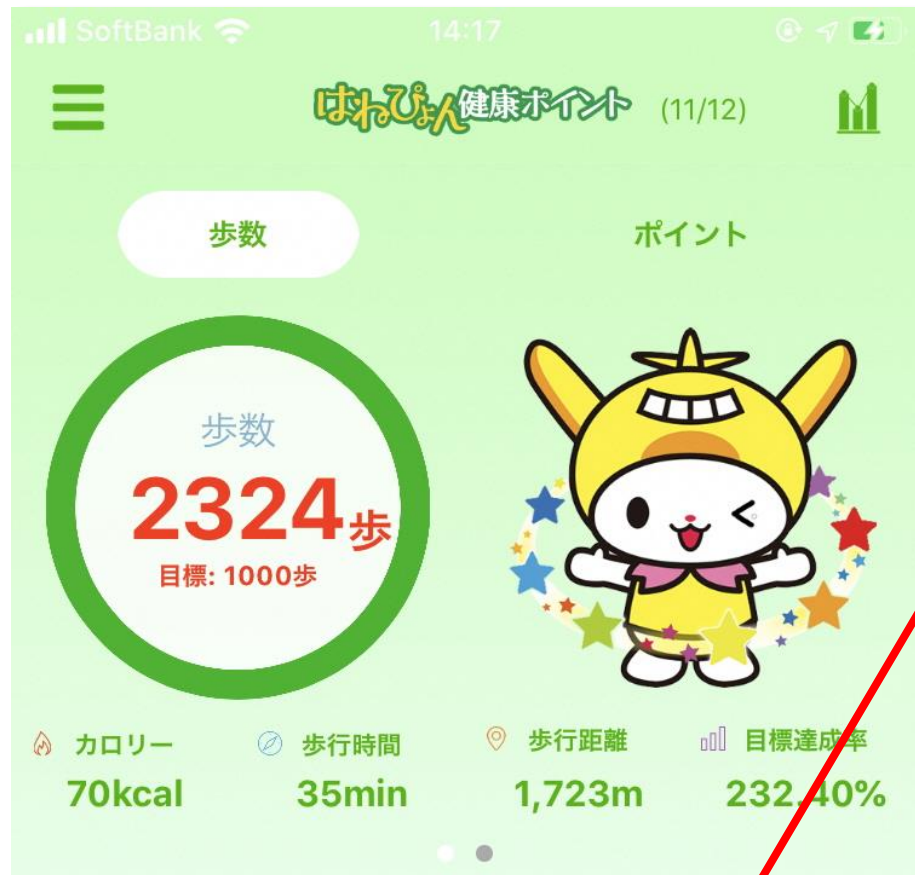 SoftBank 14:17
はねぴょん健康ポイント (11/12)
歩数 ポイント
歩数
2324歩
目標: 1000歩
カロリー 歩行時間 歩行距離 目標達成率
70kcal 35min 1,723m 232.40%